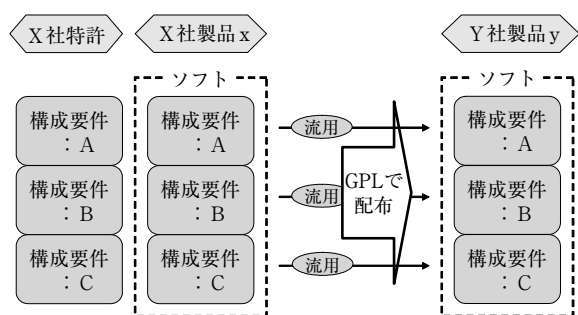 X社特許
X社製品x
Y社製品y
ソフト
ソフト
構成要件
:A
構成要件
:A
流用
構成要件
:A
構成要件
:B
構成要件
:B
流用
GPLで
配布
構成要件
:B
構成要件
:C
構成要件
:C
流用
構成要件
:C